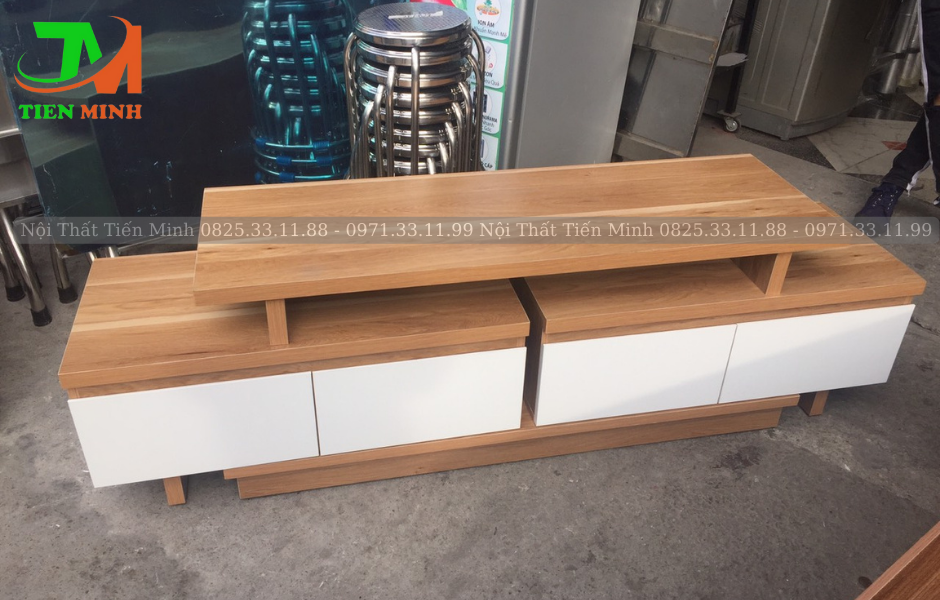 TIEN MINH
Nội Thất Tiến Minh 0825.33.11.88 - 0971.33.11.99 Nội Thất Tiến Minh 0825.33.11.88 - 0971.33.11.99